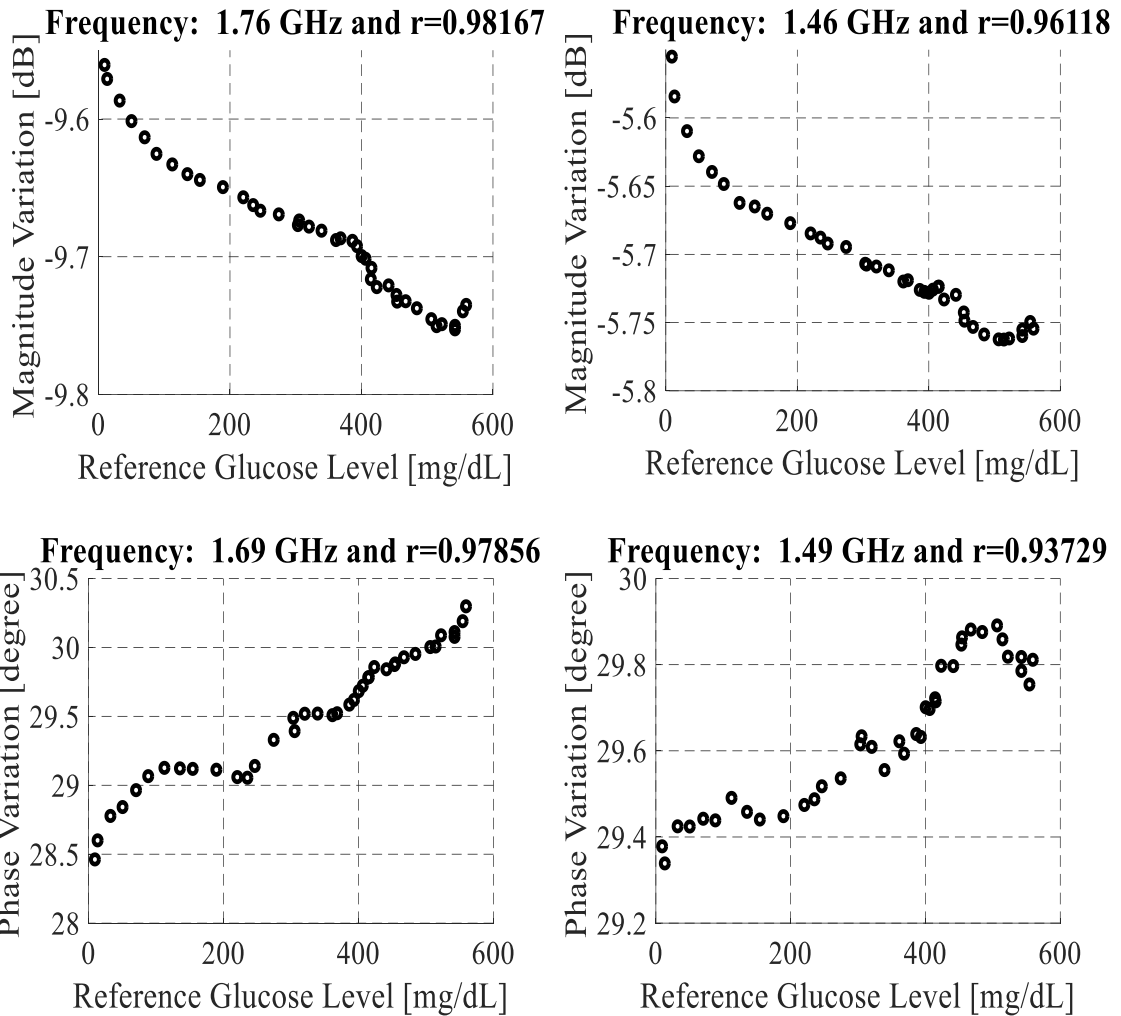 Frequency: 1.76 GHz and r=0.98167
Magnitude Variation [dB]
-9.6
-9.7
-9.8
0 200 400 600
Reference Glucose Level [mg/dL]
Frequency: 1.46 GHz and r=0.96118
Magnitude Variation [dB]
-5.6
-5.65
-5.7
-5.75
-5.8
0 200 400 600
Reference Glucose Level [mg/dL]
Frequency: 1.69 GHz and r=0.97856
Phase Variation [degree]
30.5
30
29.5
29
28.5
28
0 200 400 600
Reference Glucose Level [mg/dL]
Frequency: 1.49 GHz and r=0.93729
Phase Variation [degree]
30
29.8
29.6
29.4
29.2
0 200 400 600
Reference Glucose Level [mg/dL]